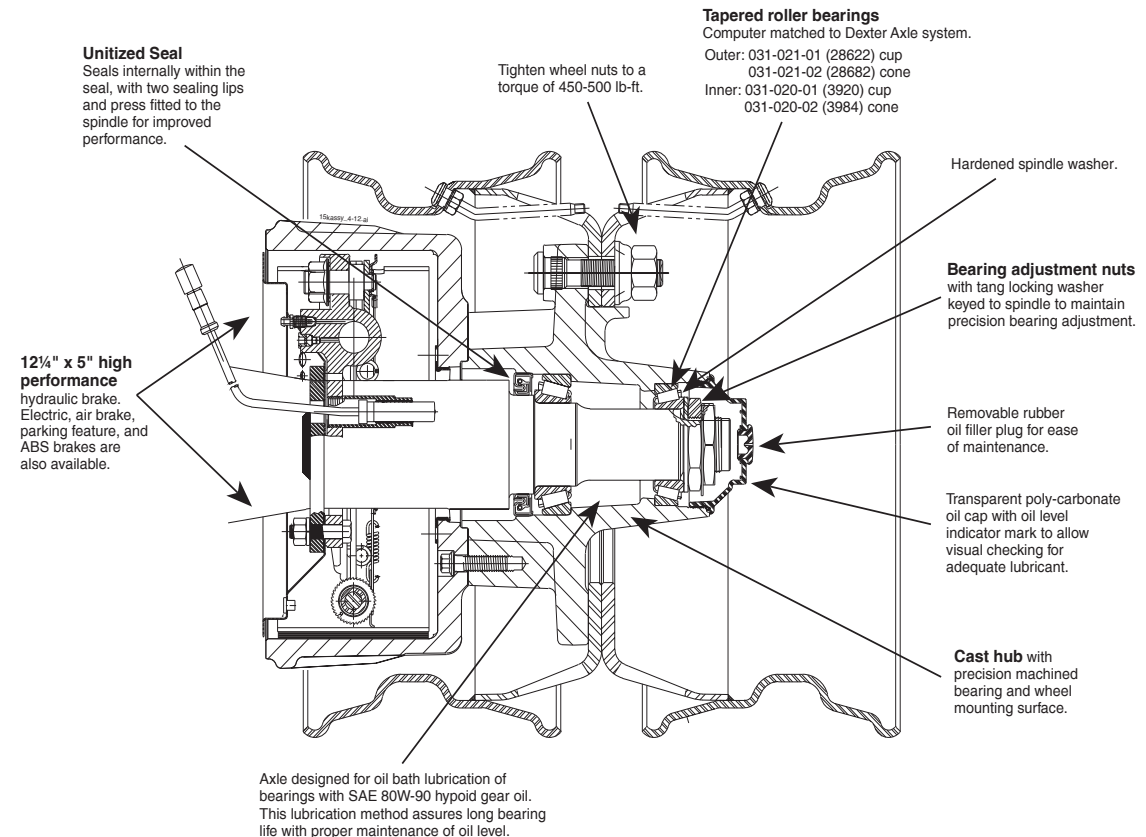 Tapered roller bearings
Computer matched to Dexter Axle system.
Outer: 031-021-01 (28622) cup
031-021-02 (28682) cone
Inner: 031-020-01 (3920) cup
031-020-02 (3984) cone
Unitized Seal
Seals internally within the
seal, with two sealing lips
and press fitted to the
spindle for improved
performance.
Tighten wheel nuts to a
torque of 450-500 lb-ft.
Hardened spindle washer.
15kassy_4-12.ai
Bearing adjustment nuts
with tang locking washer
keyed to spindle to maintain
precision bearing adjustment.
12¼" x 5" high
performance
hydraulic brake.
Electric, air brake,
parking feature, and
ABS brakes are
also available.
Removable rubber
oil filler plug for ease
of maintenance.
Transparent poly-carbonate
oil cap with oil level
indicator mark to allow
visual checking for
adequate lubricant.
Cast hub with
precision machined
bearing and wheel
mounting surface.
Axle designed for oil bath lubrication of
bearings with SAE 80W-90 hypoid gear oil.
This lubrication method assures long bearing
life with proper maintenance of oil level.